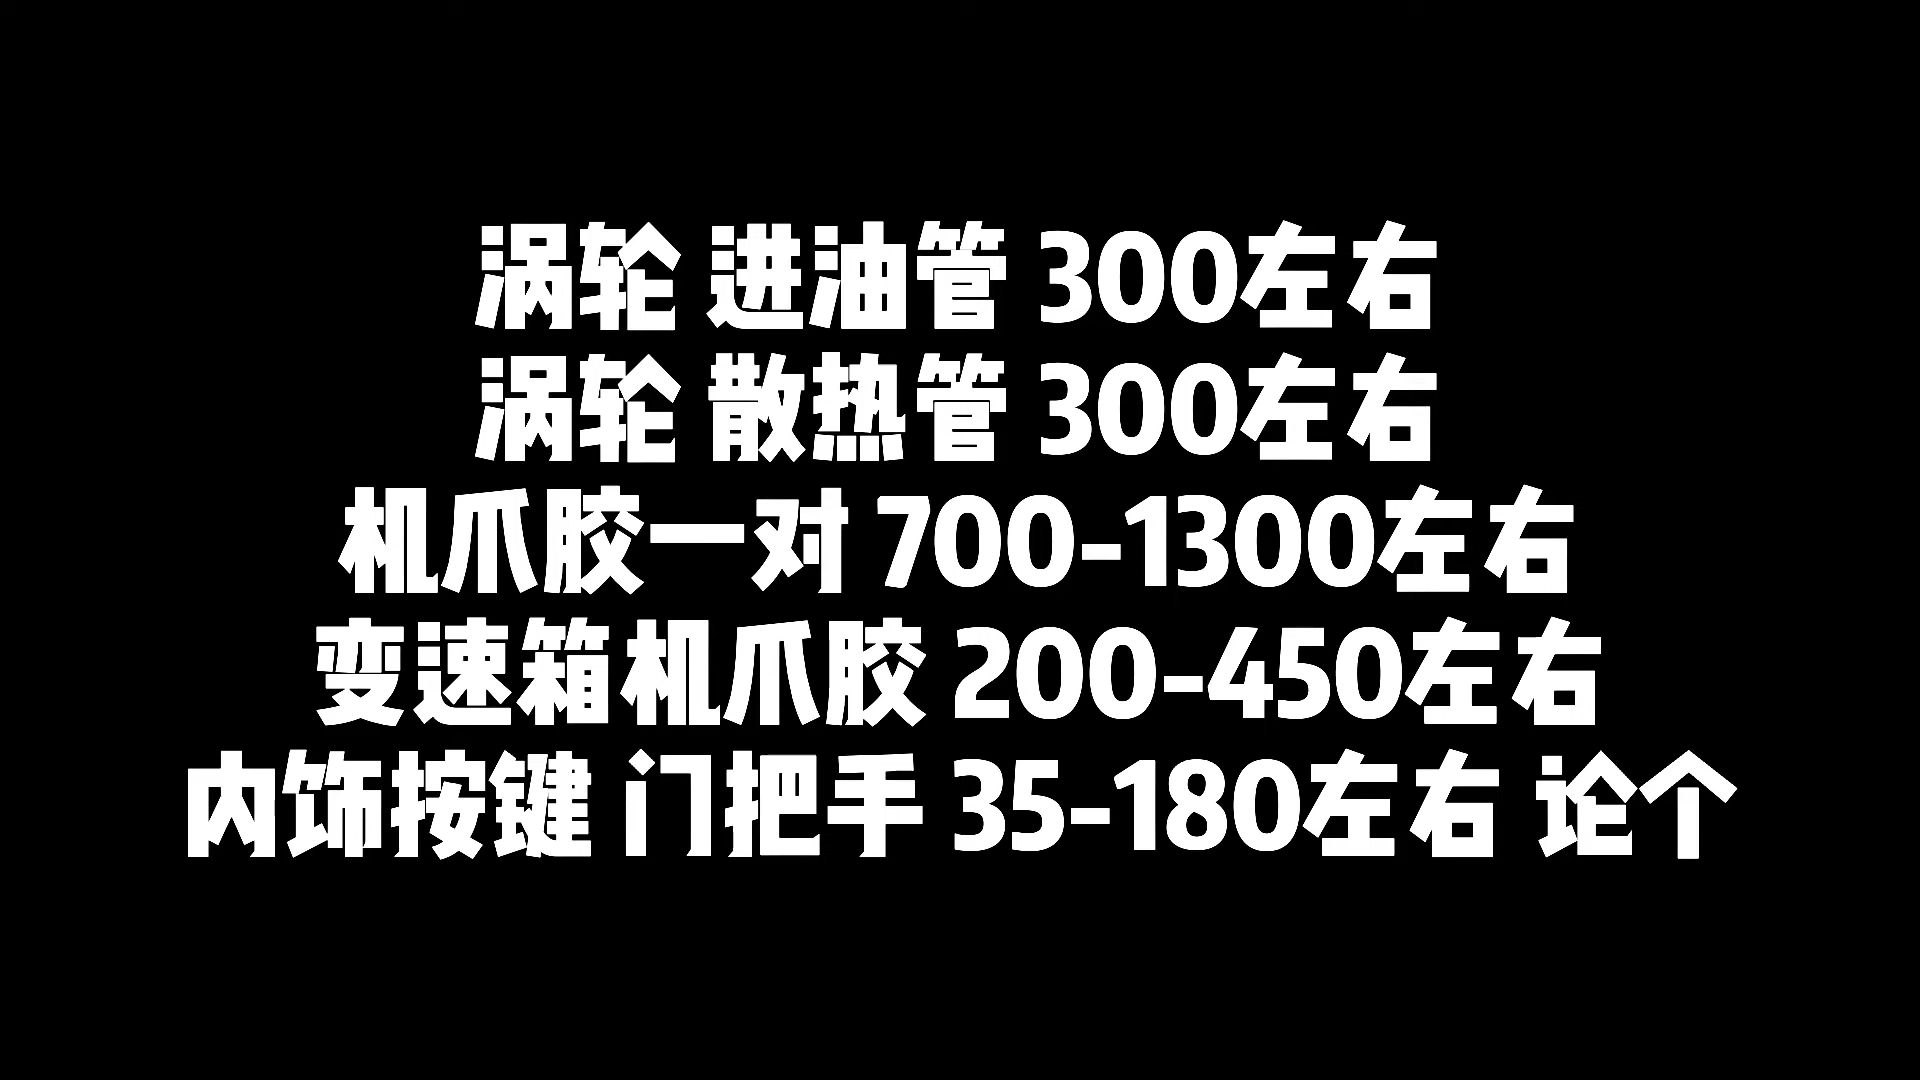 涡轮 进油管 300左右
涡轮 散热管 300左右
机爪胶一对 700-1300左右
变速箱机爪胶 200-450左右
内饰按键 门把手 35-180左右 论个